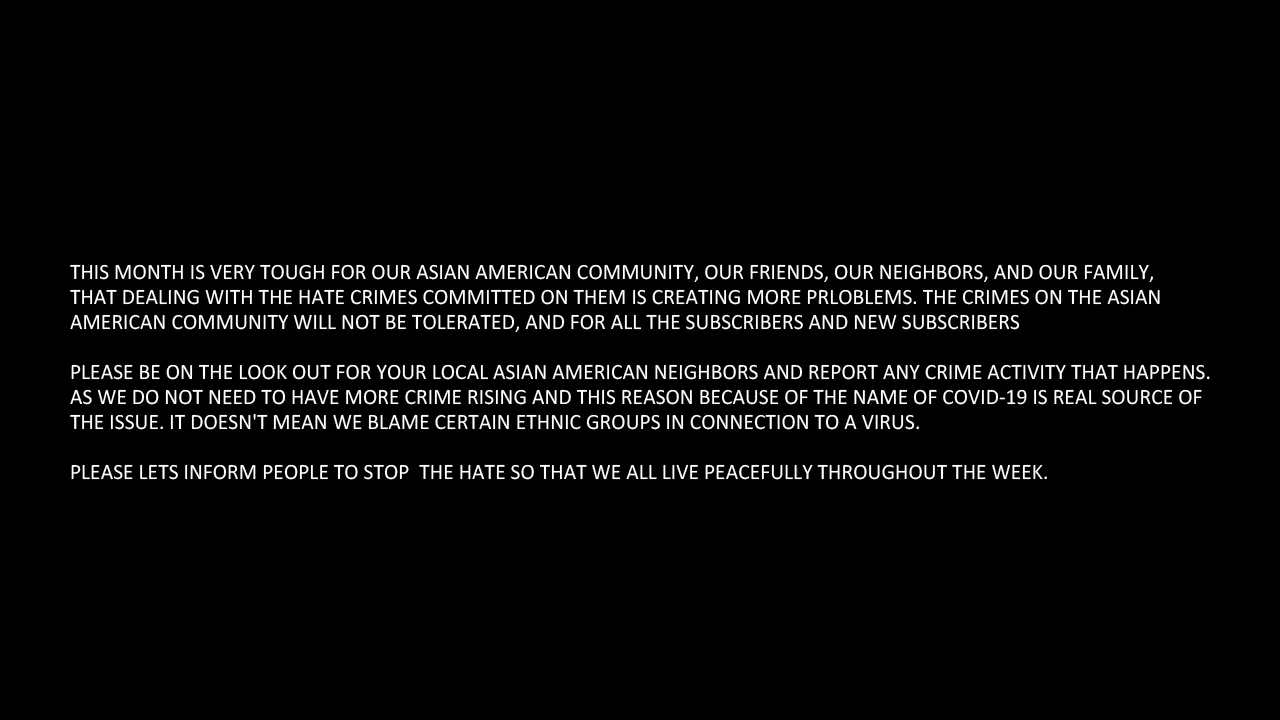 THIS MONTH IS VERY TOUGH FOR OUR ASIAN AMERICAN COMMUNITY, OUR FRIENDS, OUR NEIGHBORS, AND OUR FAMILY,
THAT DEALING WITH THE HATE CRIMES COMMITTED ON THEM IS CREATING MORE PRLOBLEMS. THE CRIMES ON THE ASIAN
AMERICAN COMMUNITY WILL NOT BE TOLERATED, AND FOR ALL THE SUBSCRIBERS AND NEW SUBSCRIBERS
PLEASE BE ON THE LOOK OUT FOR YOUR LOCAL ASIAN AMERICAN NEIGHBORS AND REPORT ANY CRIME ACTIVITY THAT HAPPENS.
AS WE DO NOT NEED TO HAVE MORE CRIME RISING AND THIS REASON BECAUSE OF THE NAME OF COVID-19 IS REAL SOURCE OF
THE ISSUE. IT DOESN'T MEAN WE BLAME CERTAIN ETHNIC GROUPS IN CONNECTION TO A VIRUS.
PLEASE LETS INFORM PEOPLE TO STOP  THE HATE SO THAT WE ALL LIVE PEACEFULLY THROUGHOUT THE WEEK.